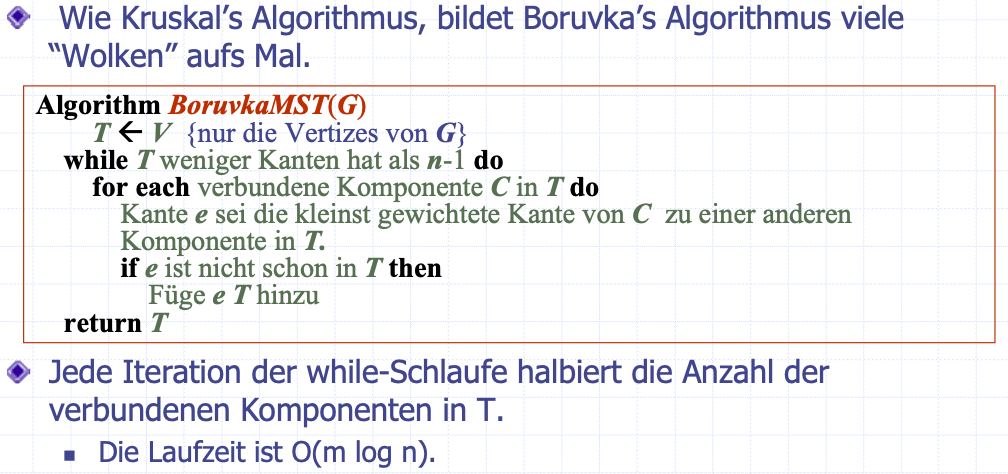 Wie Kruskal’s Algorithmus, bildet Boruvka’s Algorithmus viele
“Wolken” aufs Mal.
Algorithm BoruvkaMST(G)
T ← V {nur die Vertizes von G}
while T weniger Kanten hat als n-1 do
for each verbundene Komponente C in T do
Kante e sei die kleinst gewichtete Kante von C zu einer anderen
Komponente in T.
if e ist nicht schon in T then
Füge e T hinzu
return T
Jede Iteration der while-Schlaufe halbiert die Anzahl der
verbundenen Komponenten in T.
Die Laufzeit ist O(m log n).